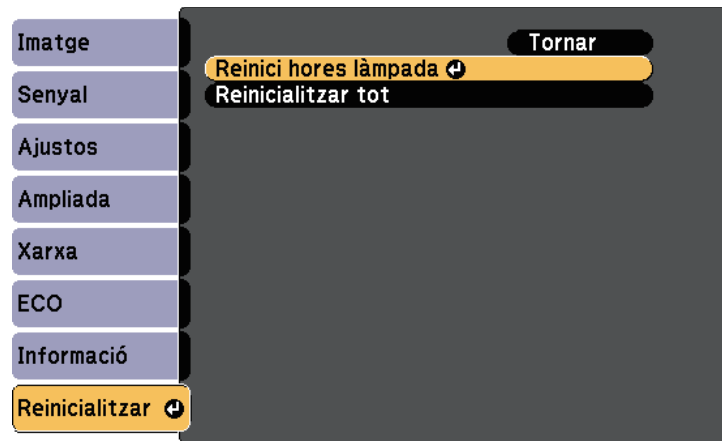 Imatge
Senyal
Ajustos
Ampliada
Xarxa
ECO
Informació
Reinicialitzar
Tornar
Reinici hores làmpada
Reinicialitzar tot